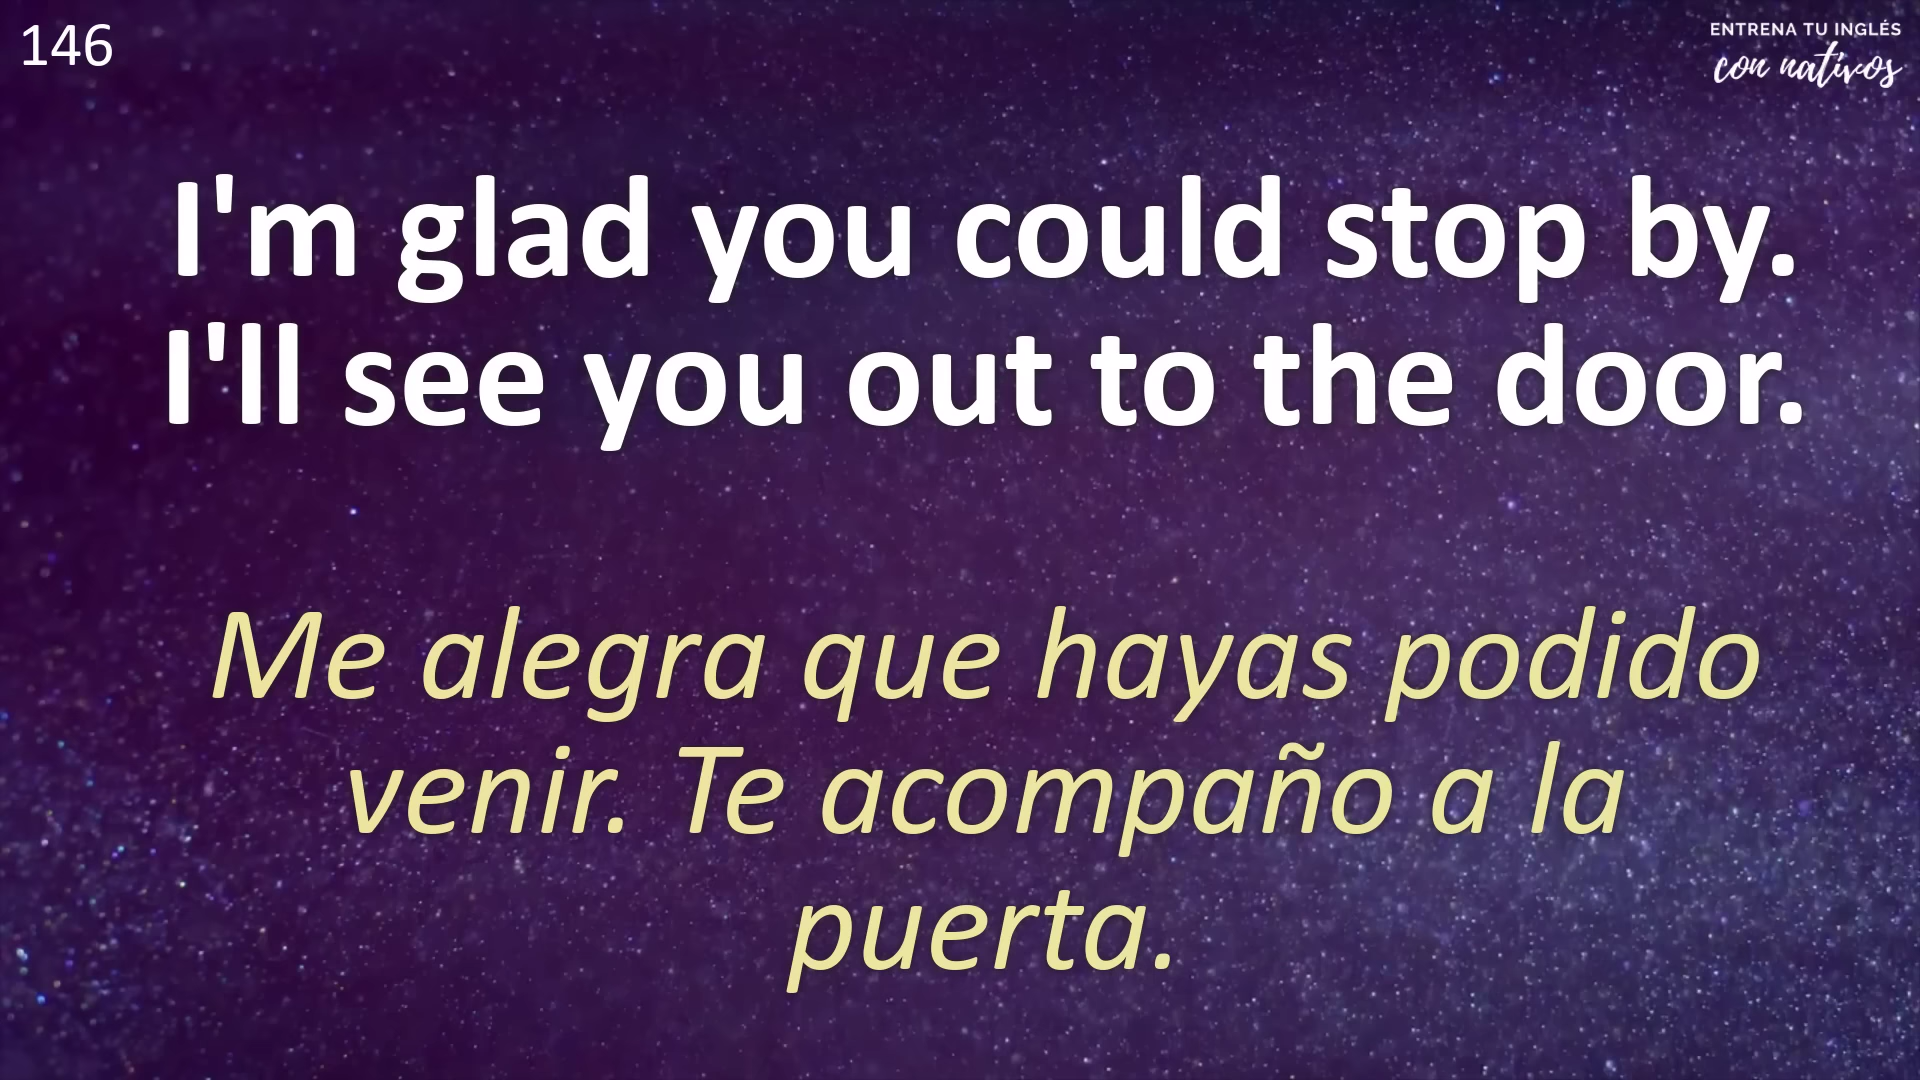 146
ENTRENA TU INGLÉS
con nativos
I'm glad you could stop by.
I'll see you out to the door.
Me alegra que hayas podido
venir. Te acompaño a la
puerta.